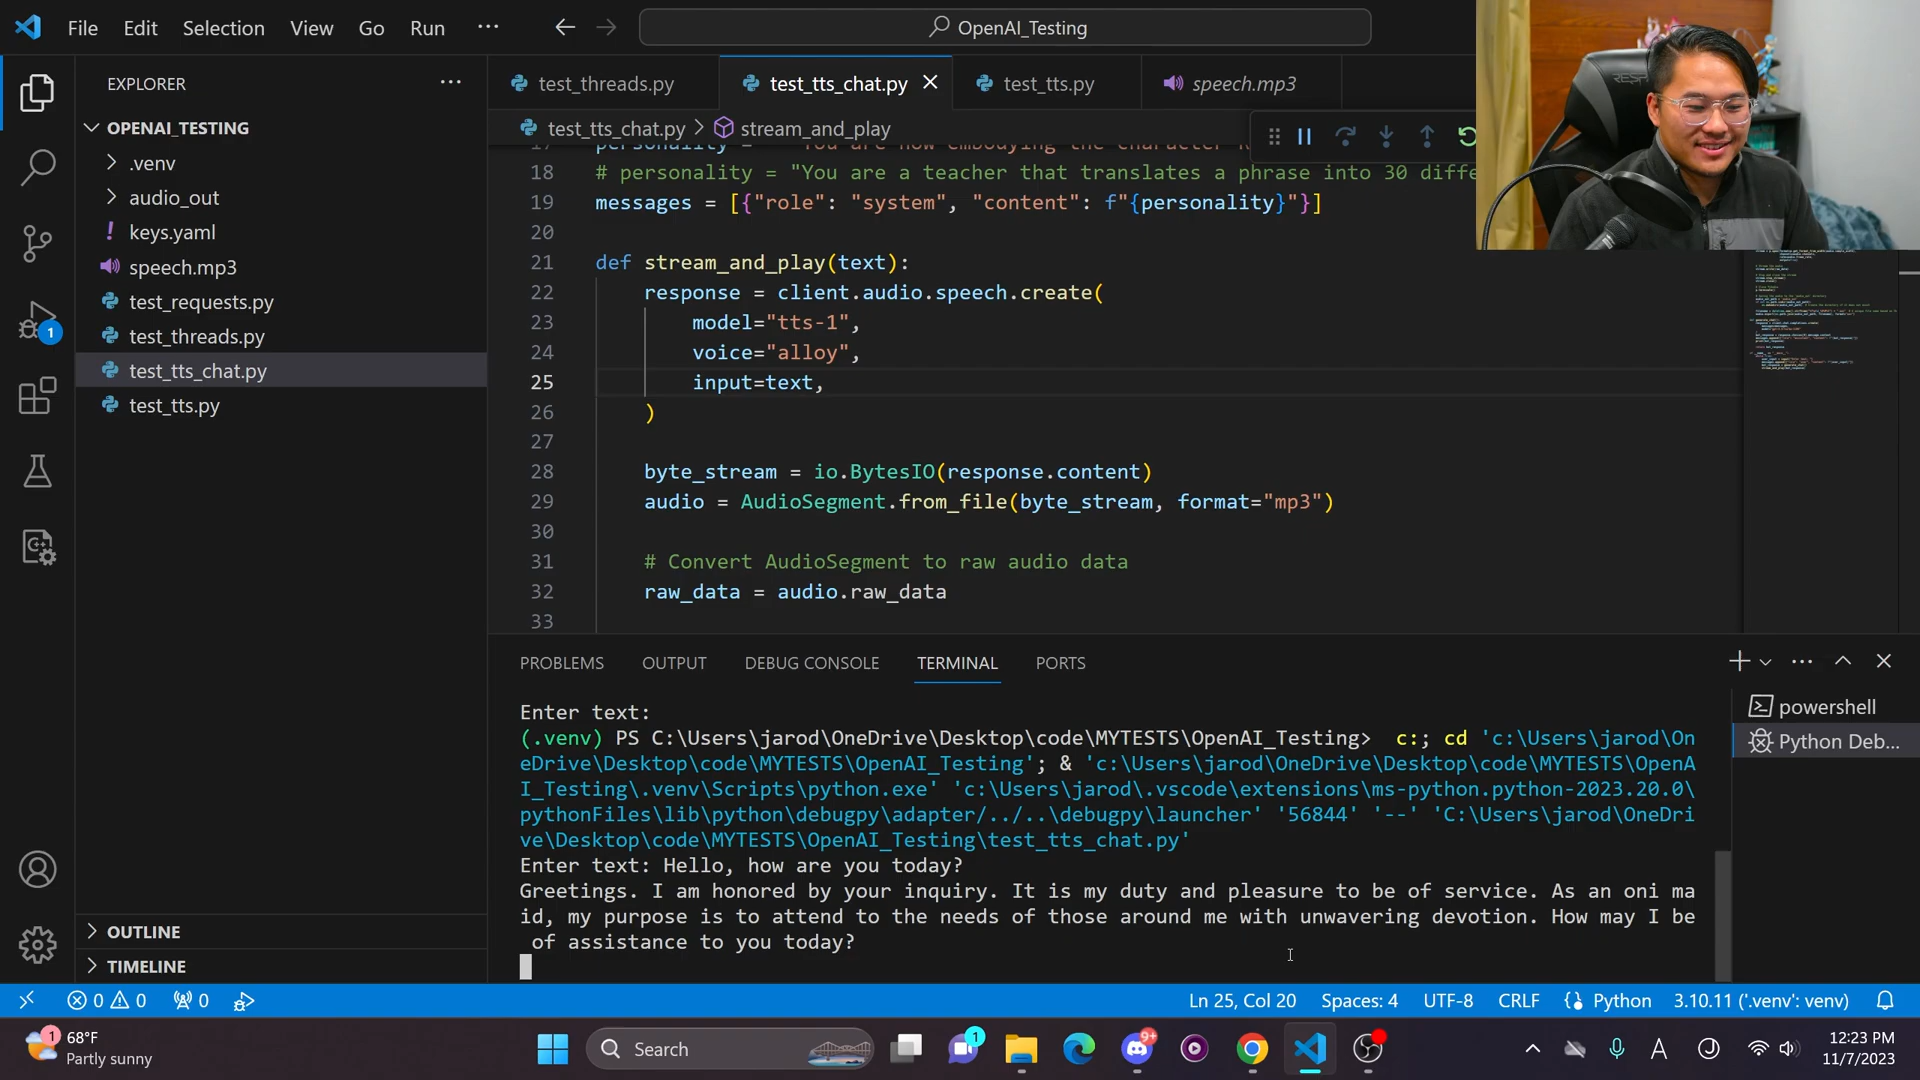 File Edit Selection View Go Run ··· OpenAI_Testing
EXPLORER ···
OPENAI_TESTING
.venv
audio_out
! keys.yaml
speech.mp3
test_requests.py
test_threads.py
test_tts_chat.py
test_tts.py
OUTLINE
TIMELINE
1
test_threads.py test_tts_chat.py test_tts.py speech.mp3
test_tts_chat.py > stream_and_play
18 # personality = "You are a teacher that translates a phrase into 30 diffe
19 messages = [{"role": "system", "content": f"{personality}"}]
20
21 def stream_and_play(text):
22 response = client.audio.speech.create(
23 model="tts-1",
24 voice="alloy",
25 input=text,
26 )
27
28 byte_stream = io.BytesIO(response.content)
29 audio = AudioSegment.from_file(byte_stream, format="mp3")
30
31 # Convert AudioSegment to raw audio data
32 raw_data = audio.raw_data
33
PROBLEMS OUTPUT DEBUG CONSOLE TERMINAL PORTS
powershell
Python Deb...
Enter text:
(.venv) PS C:\Users\jarod\OneDrive\Desktop\code\MYTESTS\OpenAI_Testing> c:; cd 'c:\Users\jarod\On
eDrive\Desktop\code\MYTESTS\OpenAI_Testing'; & 'c:\Users\jarod\OneDrive\Desktop\code\MYTESTS\OpenA
I_Testing\.venv\Scripts\python.exe' 'c:\Users\jarod\.vscode\extensions\ms-python.python-2023.20.0\
pythonFiles\lib\python\debugpy\adapter/../..\debugpy\launcher' '56844' '--' 'C:\Users\jarod\OneDri
ve\Desktop\code\MYTESTS\OpenAI_Testing\test_tts_chat.py'
Enter text: Hello, how are you today?
Greetings. I am honored by your inquiry. It is my duty and pleasure to be of service. As an oni ma
id, my purpose is to attend to the needs of those around me with unwavering devotion. How may I be
of assistance to you today?
0 0 0 Ln 25, Col 20 Spaces: 4 UTF-8 CRLF Python 3.10.11 ('.venv': venv)
1 68°F
Partly sunny
Search
1
9+
A
12:23 PM
11/7/2023